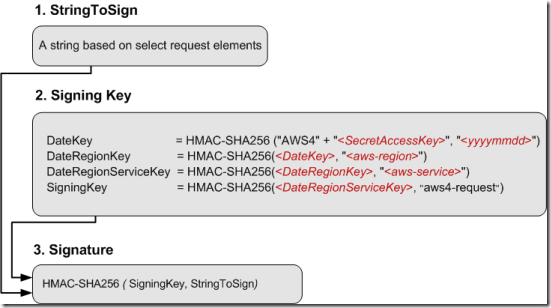 1. StringToSign
A string based on select request elements
2. Signing Key
DateKey = HMAC-SHA256 ("AWS4" + "<SecretAccessKey>", "<yyyymmdd>")
DateRegionKey = HMAC-SHA256(<DateKey>, "<aws-region>")
DateRegionServiceKey = HMAC-SHA256(<DateRegionKey>, "<aws-service>")
SigningKey = HMAC-SHA256(<DateRegionServiceKey>, "aws4-request")
3. Signature
HMAC-SHA256 ( SigningKey, StringToSign)